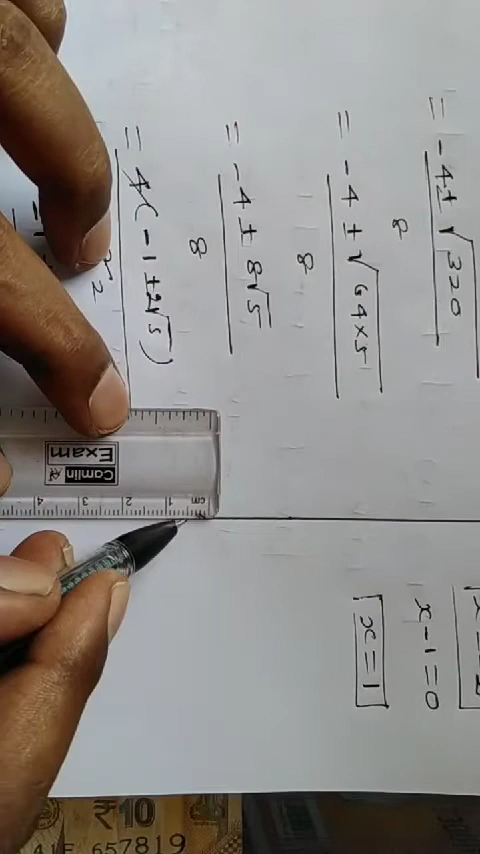 = -4 ± √320
8
= -4 ± √64×5
8
= -4 ± 8√5
8
= 4(-1 ± 2√5)
2
x - 1 = 0
x = 1
Camlin
Exam
cm 1 2 3 4
₹10
657819